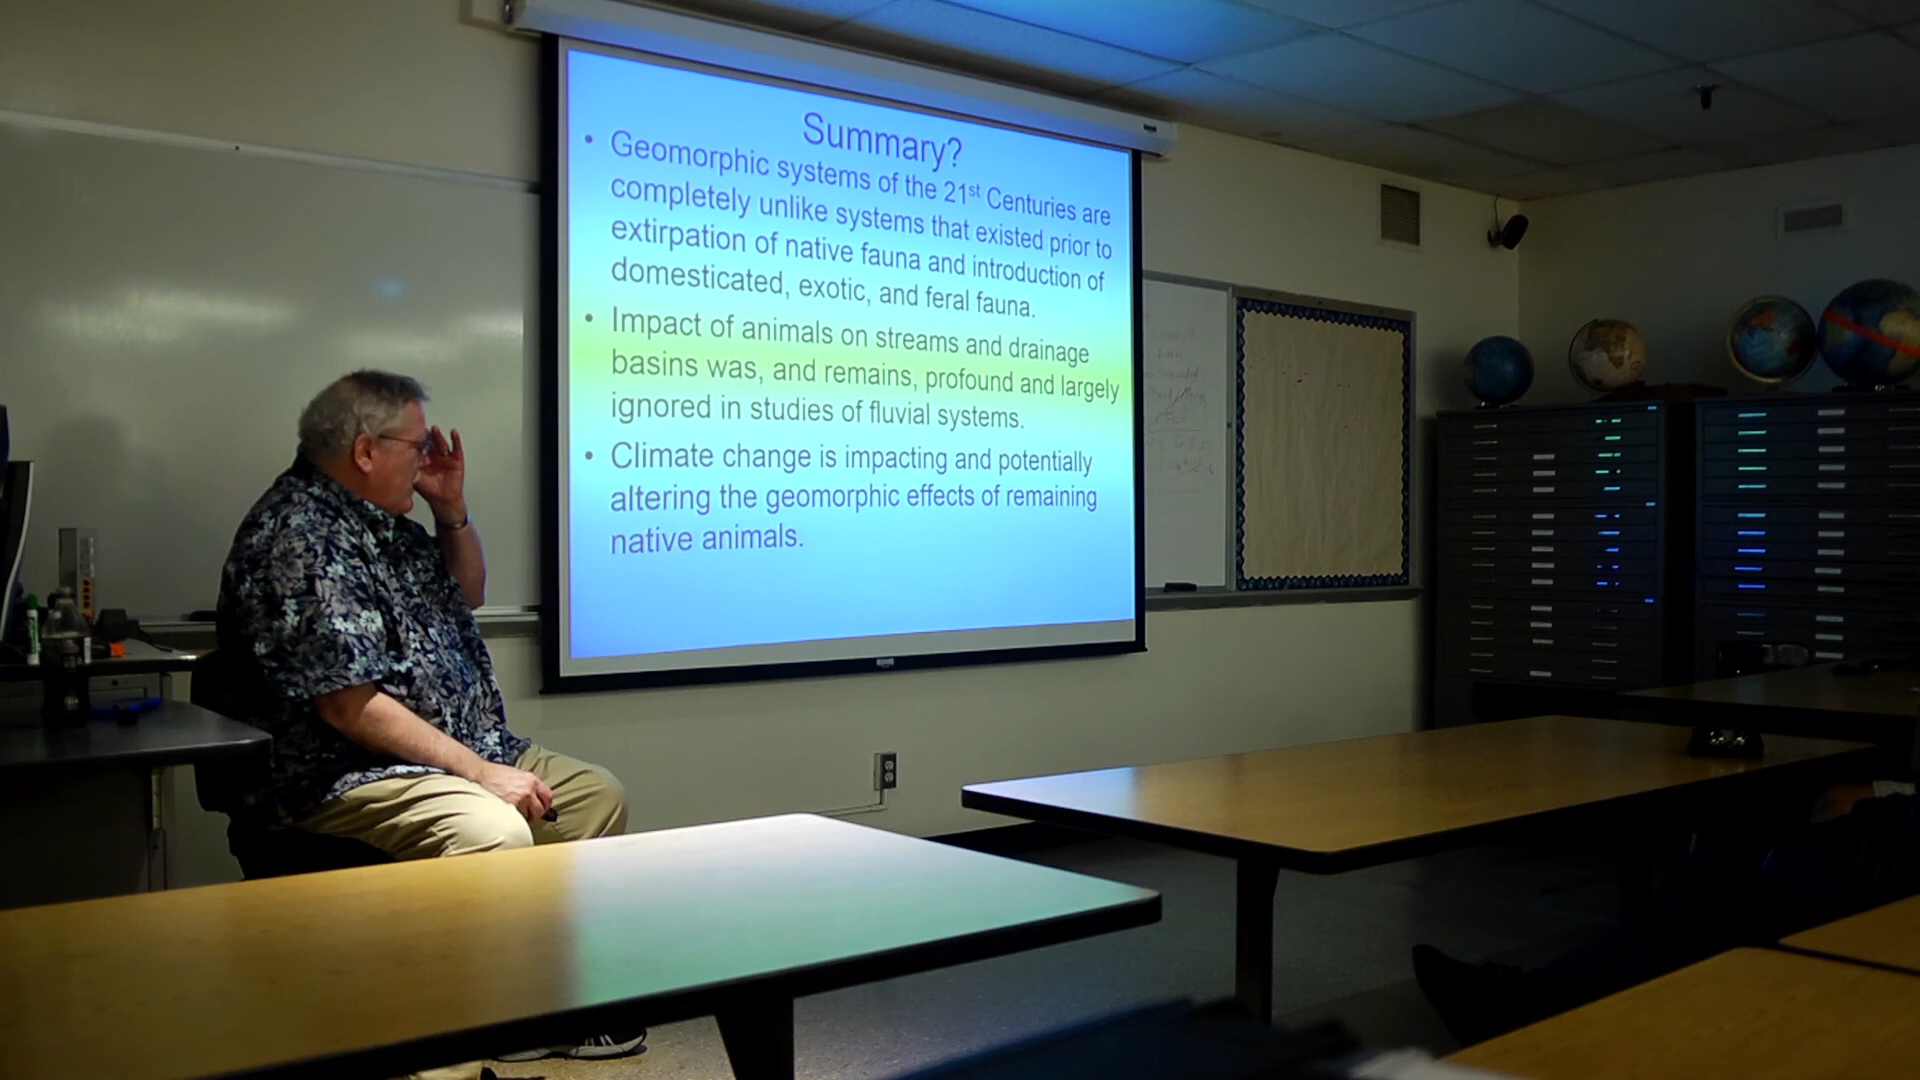 Summary?
• Geomorphic systems of the 21st Centuries are
completely unlike systems that existed prior to
extirpation of native fauna and introduction of
domesticated, exotic, and feral fauna.
• Impact of animals on streams and drainage
basins was, and remains, profound and largely
ignored in studies of fluvial systems.
• Climate change is impacting and potentially
altering the geomorphic effects of remaining
native animals.